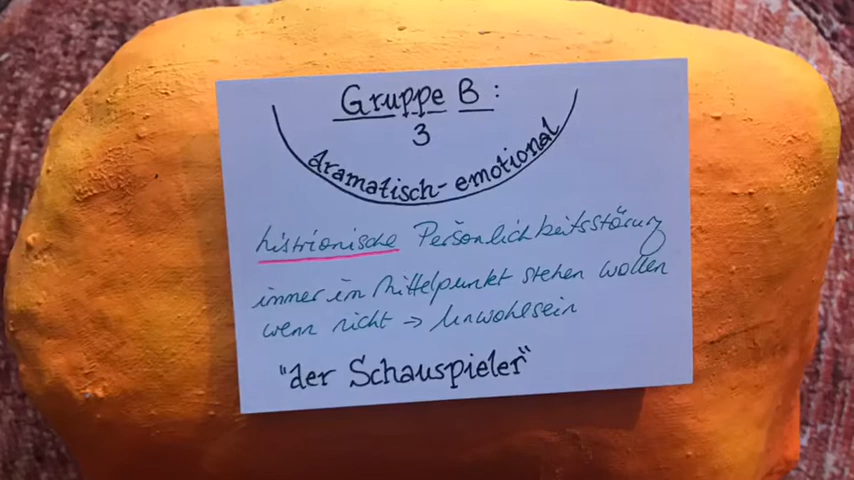 Gruppe B:
3
dramatisch-emotional
histrionische Persönlichkeitsstörung
immer im Mittelpunkt stehen wollen
wenn nicht → Unwohlsein
"der Schauspieler"